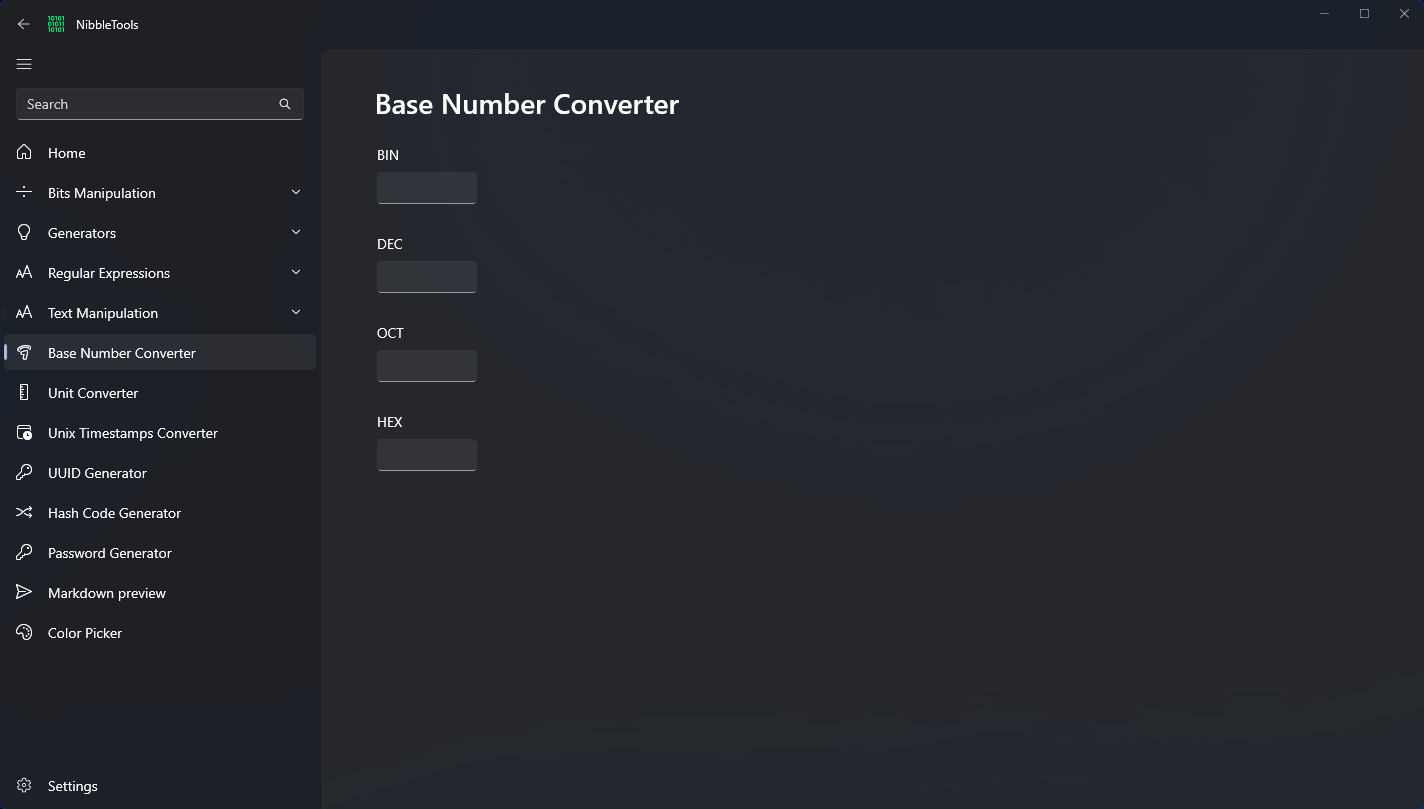 NibbleTools
Search
Home
Bits Manipulation
Generators
Regular Expressions
Text Manipulation
Base Number Converter
Unit Converter
Unix Timestamps Converter
UUID Generator
Hash Code Generator
Password Generator
Markdown preview
Color Picker
Settings
Base Number Converter
BIN
DEC
OCT
HEX